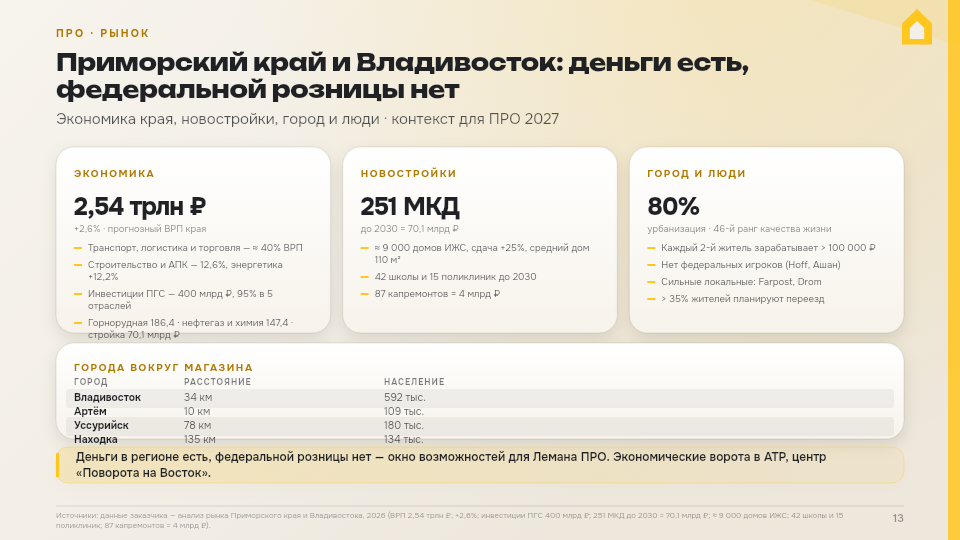 ПРО · РЫНОК
Приморский край и Владивосток: деньги есть,
федеральной розницы нет
Экономика края, новостройки, город и люди · контекст для ПРО 2027
ЭКОНОМИКА
2,54 трлн ₽
+2,6% · прогнозный ВРП края
Транспорт, логистика и торговля — ≈ 40% ВРП
Строительство и АПК — 12,6%, энергетика
+12,2%
Инвестиции ПГС — 400 млрд ₽, 95% в 5
отраслей
Горнорудная 186,4 · нефтегаз и химия 147,4 ·
стройка 70,1 млрд ₽
НОВОСТРОЙКИ
251 МКД
до 2030 = 70,1 млрд ₽
≈ 9 000 домов ИЖС, сдача +25%, средний дом
110 м²
42 школы и 15 поликлиник до 2030
87 капремонтов = 4 млрд ₽
ГОРОД И ЛЮДИ
80%
урбанизация · 46-й ранг качества жизни
Каждый 2-й житель зарабатывает > 100 000 ₽
Нет федеральных игроков (Hoff, Ашан)
Сильные локальные: Farpost, Drom
> 35% жителей планируют переезд
ГОРОДА ВОКРУГ МАГАЗИНА
ГОРОД РАССТОЯНИЕ НАСЕЛЕНИЕ
Владивосток 34 км 592 тыс.
Артём 10 км 109 тыс.
Уссурийск 78 км 180 тыс.
Находка 135 км 134 тыс.
Деньги в регионе есть, федеральной розницы нет — окно возможностей для Лемана ПРО. Экономические ворота в АТР, центр
«Поворота на Восток».
Источники: данные заказчика — анализ рынка Приморского края и Владивостока, 2026 (ВРП 2,54 трлн ₽, +2,6%; инвестиции ПГС 400 млрд ₽; 251 МКД до 2030 = 70,1 млрд ₽; ≈ 9 000 домов ИЖС; 42 школы и 15
поликлиник; 87 капремонтов = 4 млрд ₽).
13